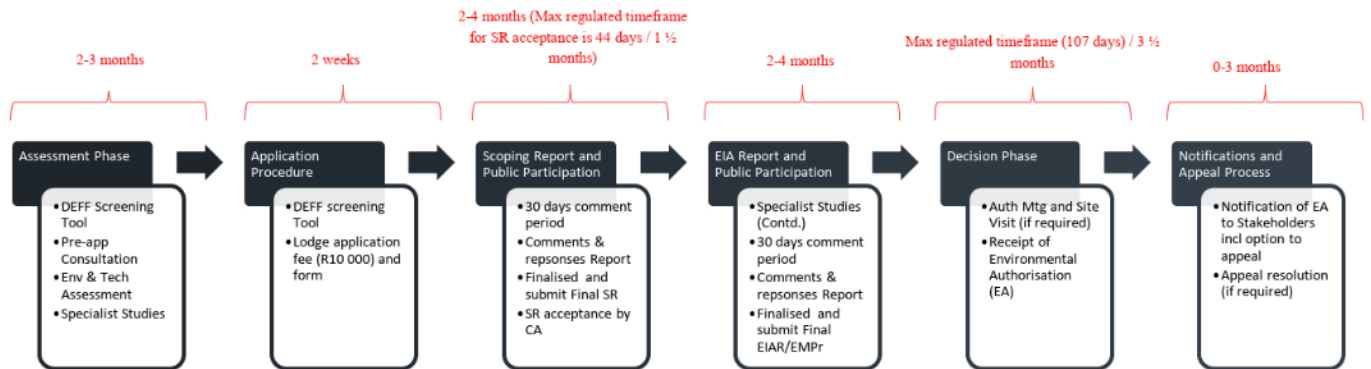 2-3 months
2 weeks
2-4 months (Max regulated timeframe
for SR acceptance is 44 days / 1 ½
months)
2-4 months
Max regulated timeframe (107 days) / 3 ½
months
0-3 months
Assessment Phase
•DEFF Screening
Tool
•Pre-app
Consultation
•Env & Tech
Assessment
•Specialist Studies
Application
Procedure
•DEFF screening
Tool
•Lodge application
fee (R10 000) and
form
Scoping Report and
Public Participation
•30 days comment
period
•Comments &
repsonses Report
•Finalised and
submit Final SR
•SR acceptance by
CA
EIA Report and
Public Participation
•Specialist Studies
(Contd.)
•30 days comment
period
•Comments &
repsonses Report
•Finalised and
submit Final
EIAR/EMPr
Decision Phase
•Auth Mtg and Site
Visit (if required)
•Receipt of
Environmental
Authorisation
(EA)
Notifications and
Appeal Process
•Notification of EA
to Stakeholders
incl option to
appeal
•Appeal resolution
(if required)